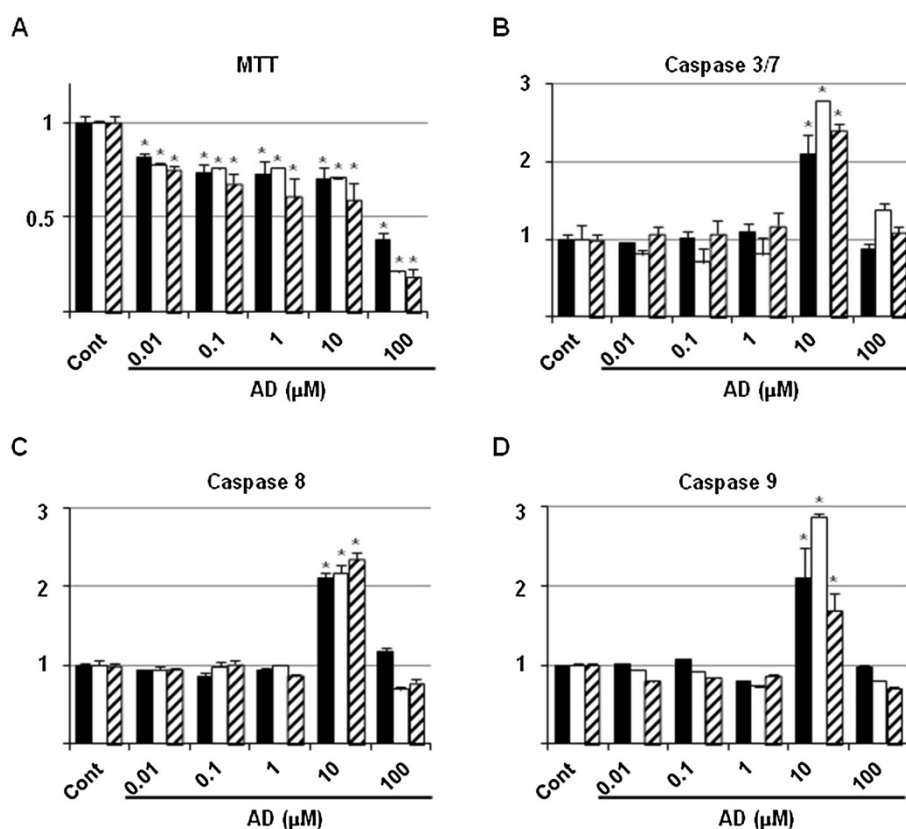 A
MTT
1
0.5
* * * * * * * * * * * * * * *
Cont 0.01 0.1 1 10 100
AD (μM)
B
Caspase 3/7
3
2
1
* * *
Cont 0.01 0.1 1 10 100
AD (μM)
C
Caspase 8
3
2
1
* * *
Cont 0.01 0.1 1 10 100
AD (μM)
D
Caspase 9
3
2
1
* * *
Cont 0.01 0.1 1 10 100
AD (μM)